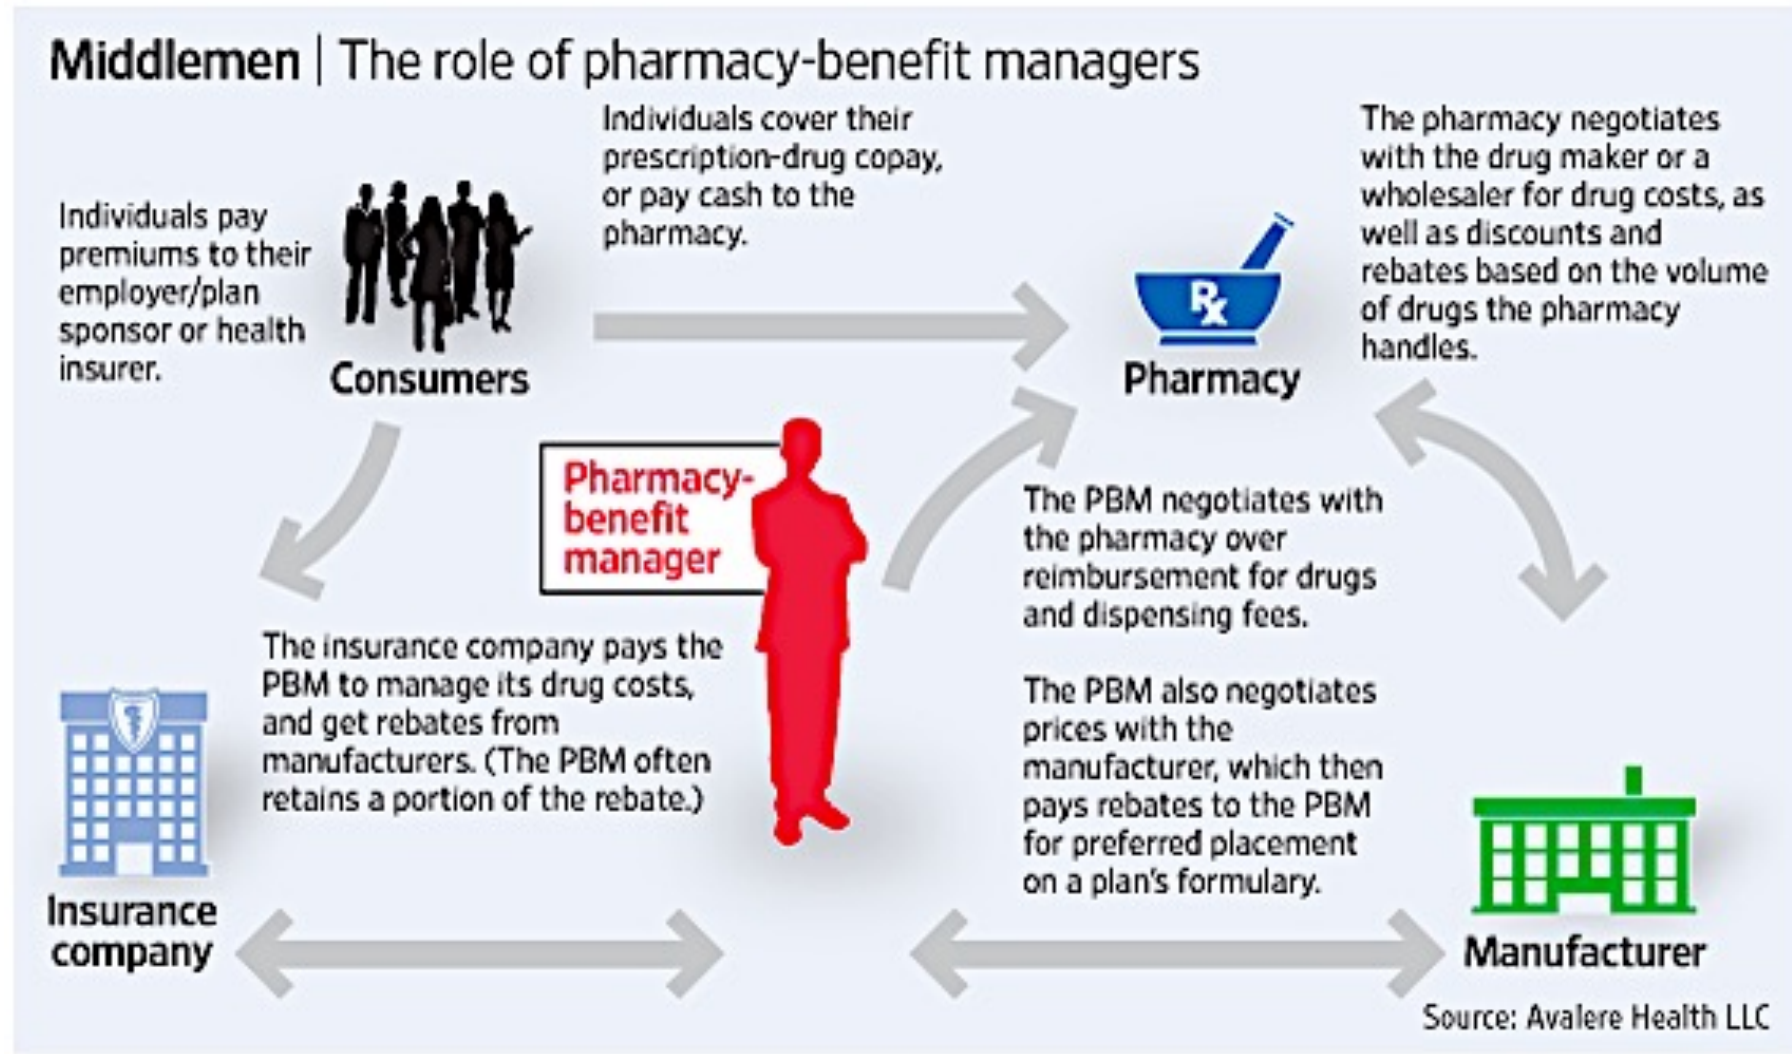 Middlemen | The role of pharmacy-benefit managers
Individuals pay
premiums to their
employer/plan
sponsor or health
insurer.
Consumers
Individuals cover their
prescription-drug copay,
or pay cash to the
pharmacy.
Rx
Pharmacy
The pharmacy negotiates
with the drug maker or a
wholesaler for drug costs, as
well as discounts and
rebates based on the volume
of drugs the pharmacy
handles.
Pharmacy-
benefit
manager
The PBM negotiates with
the pharmacy over
reimbursement for drugs
and dispensing fees.
The insurance company pays the
PBM to manage its drug costs,
and get rebates from
manufacturers. (The PBM often
retains a portion of the rebate.)
The PBM also negotiates
prices with the
manufacturer, which then
pays rebates to the PBM
for preferred placement
on a plan's formulary.
Insurance
company
Manufacturer
Source: Avalere Health LLC